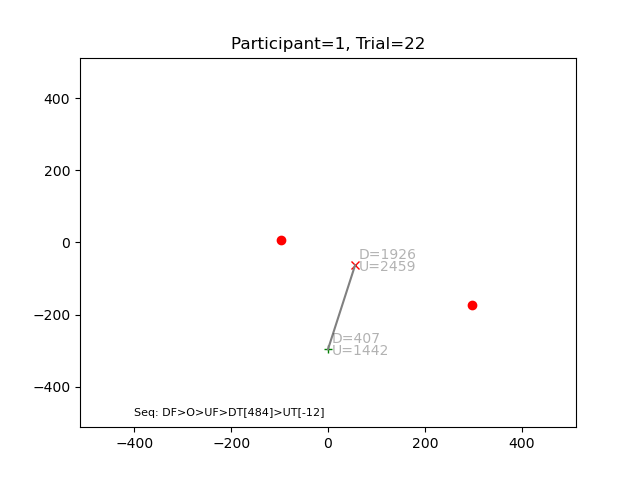 Participant=1, Trial=22
400
200
0
−200
−400
D=1926
U=2459
D=407
U=1442
Seq: DF>O>UF>DT[484]>UT[-12]
−400
−200
0
200
400